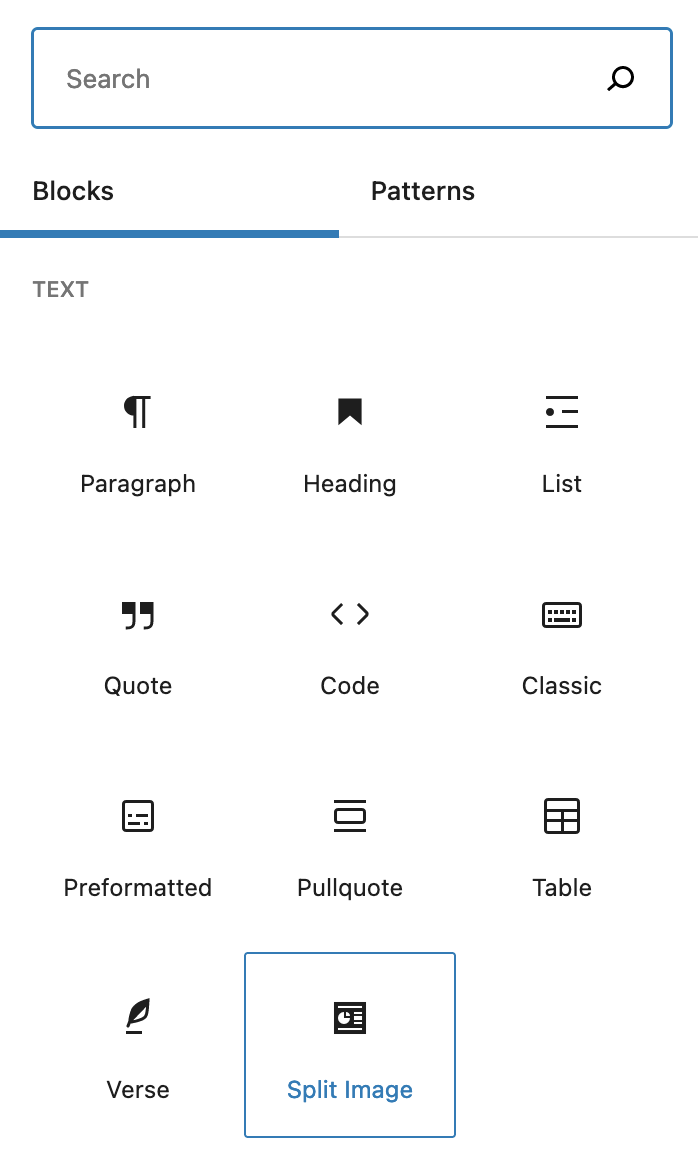 Search
Blocks Patterns
TEXT
Paragraph Heading List
Quote Code Classic
Preformatted Pullquote Table
Verse Split Image